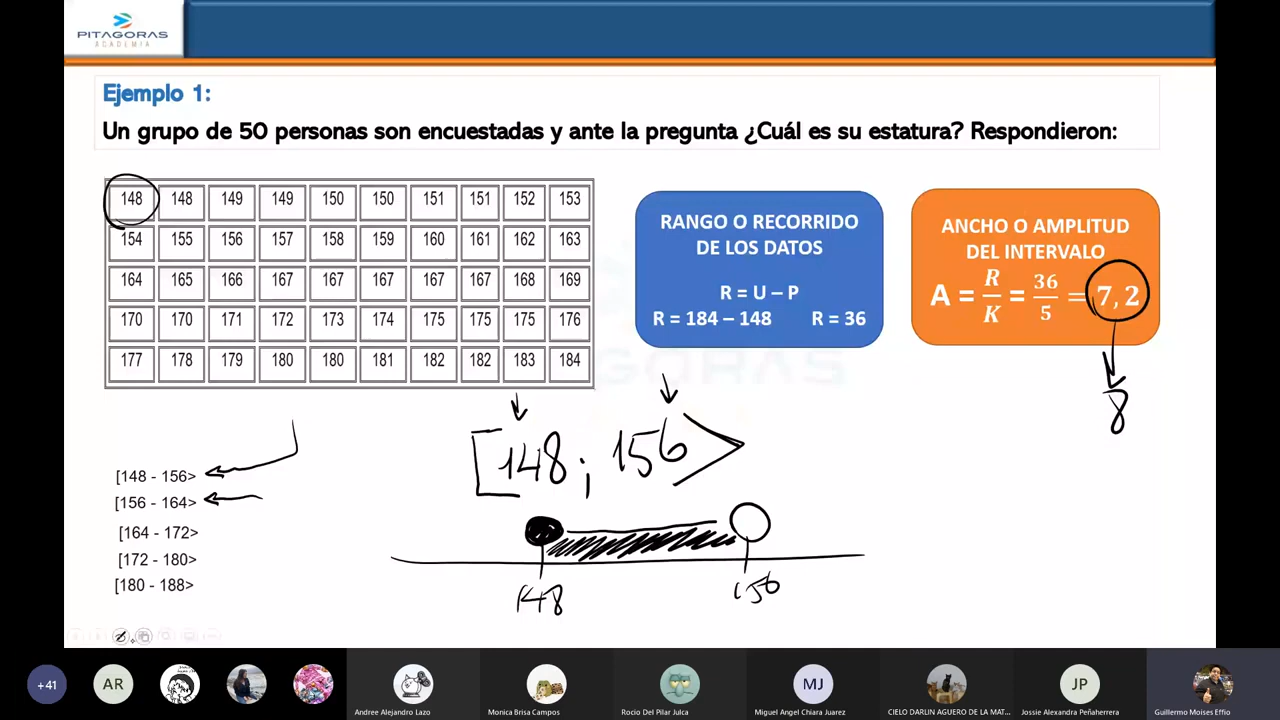 PITAGORAS
ACADEMIA
Ejemplo 1:
Un grupo de 50 personas son encuestadas y ante la pregunta ¿Cuál es su estatura? Respondieron:
148 148 149 149 150 150 151 151 152 153
154 155 156 157 158 159 160 161 162 163
164 165 166 167 167 167 167 167 168 169
170 170 171 172 173 174 175 175 175 176
177 178 179 180 180 181 182 182 183 184
RANGO O RECORRIDO
DE LOS DATOS
R = U – P
R = 184 – 148 R = 36
ANCHO O AMPLITUD
DEL INTERVALO
A = R/K = 36/5 = 7,2
8
[148 ; 156>
[148 - 156>
[156 - 164>
[164 - 172>
[172 - 180>
[180 - 188>
148 156
+41
AR
Andree Alejandro Lazo
Monica Brisa Campos
Rocio Del Pilar Julca
MJ
Miguel Angel Chiara Juarez
CIELO DARLIN AGUERO DE LA MAT...
JP
Jossie Alexandra Peñaherrera
Guillermo Moises Effio